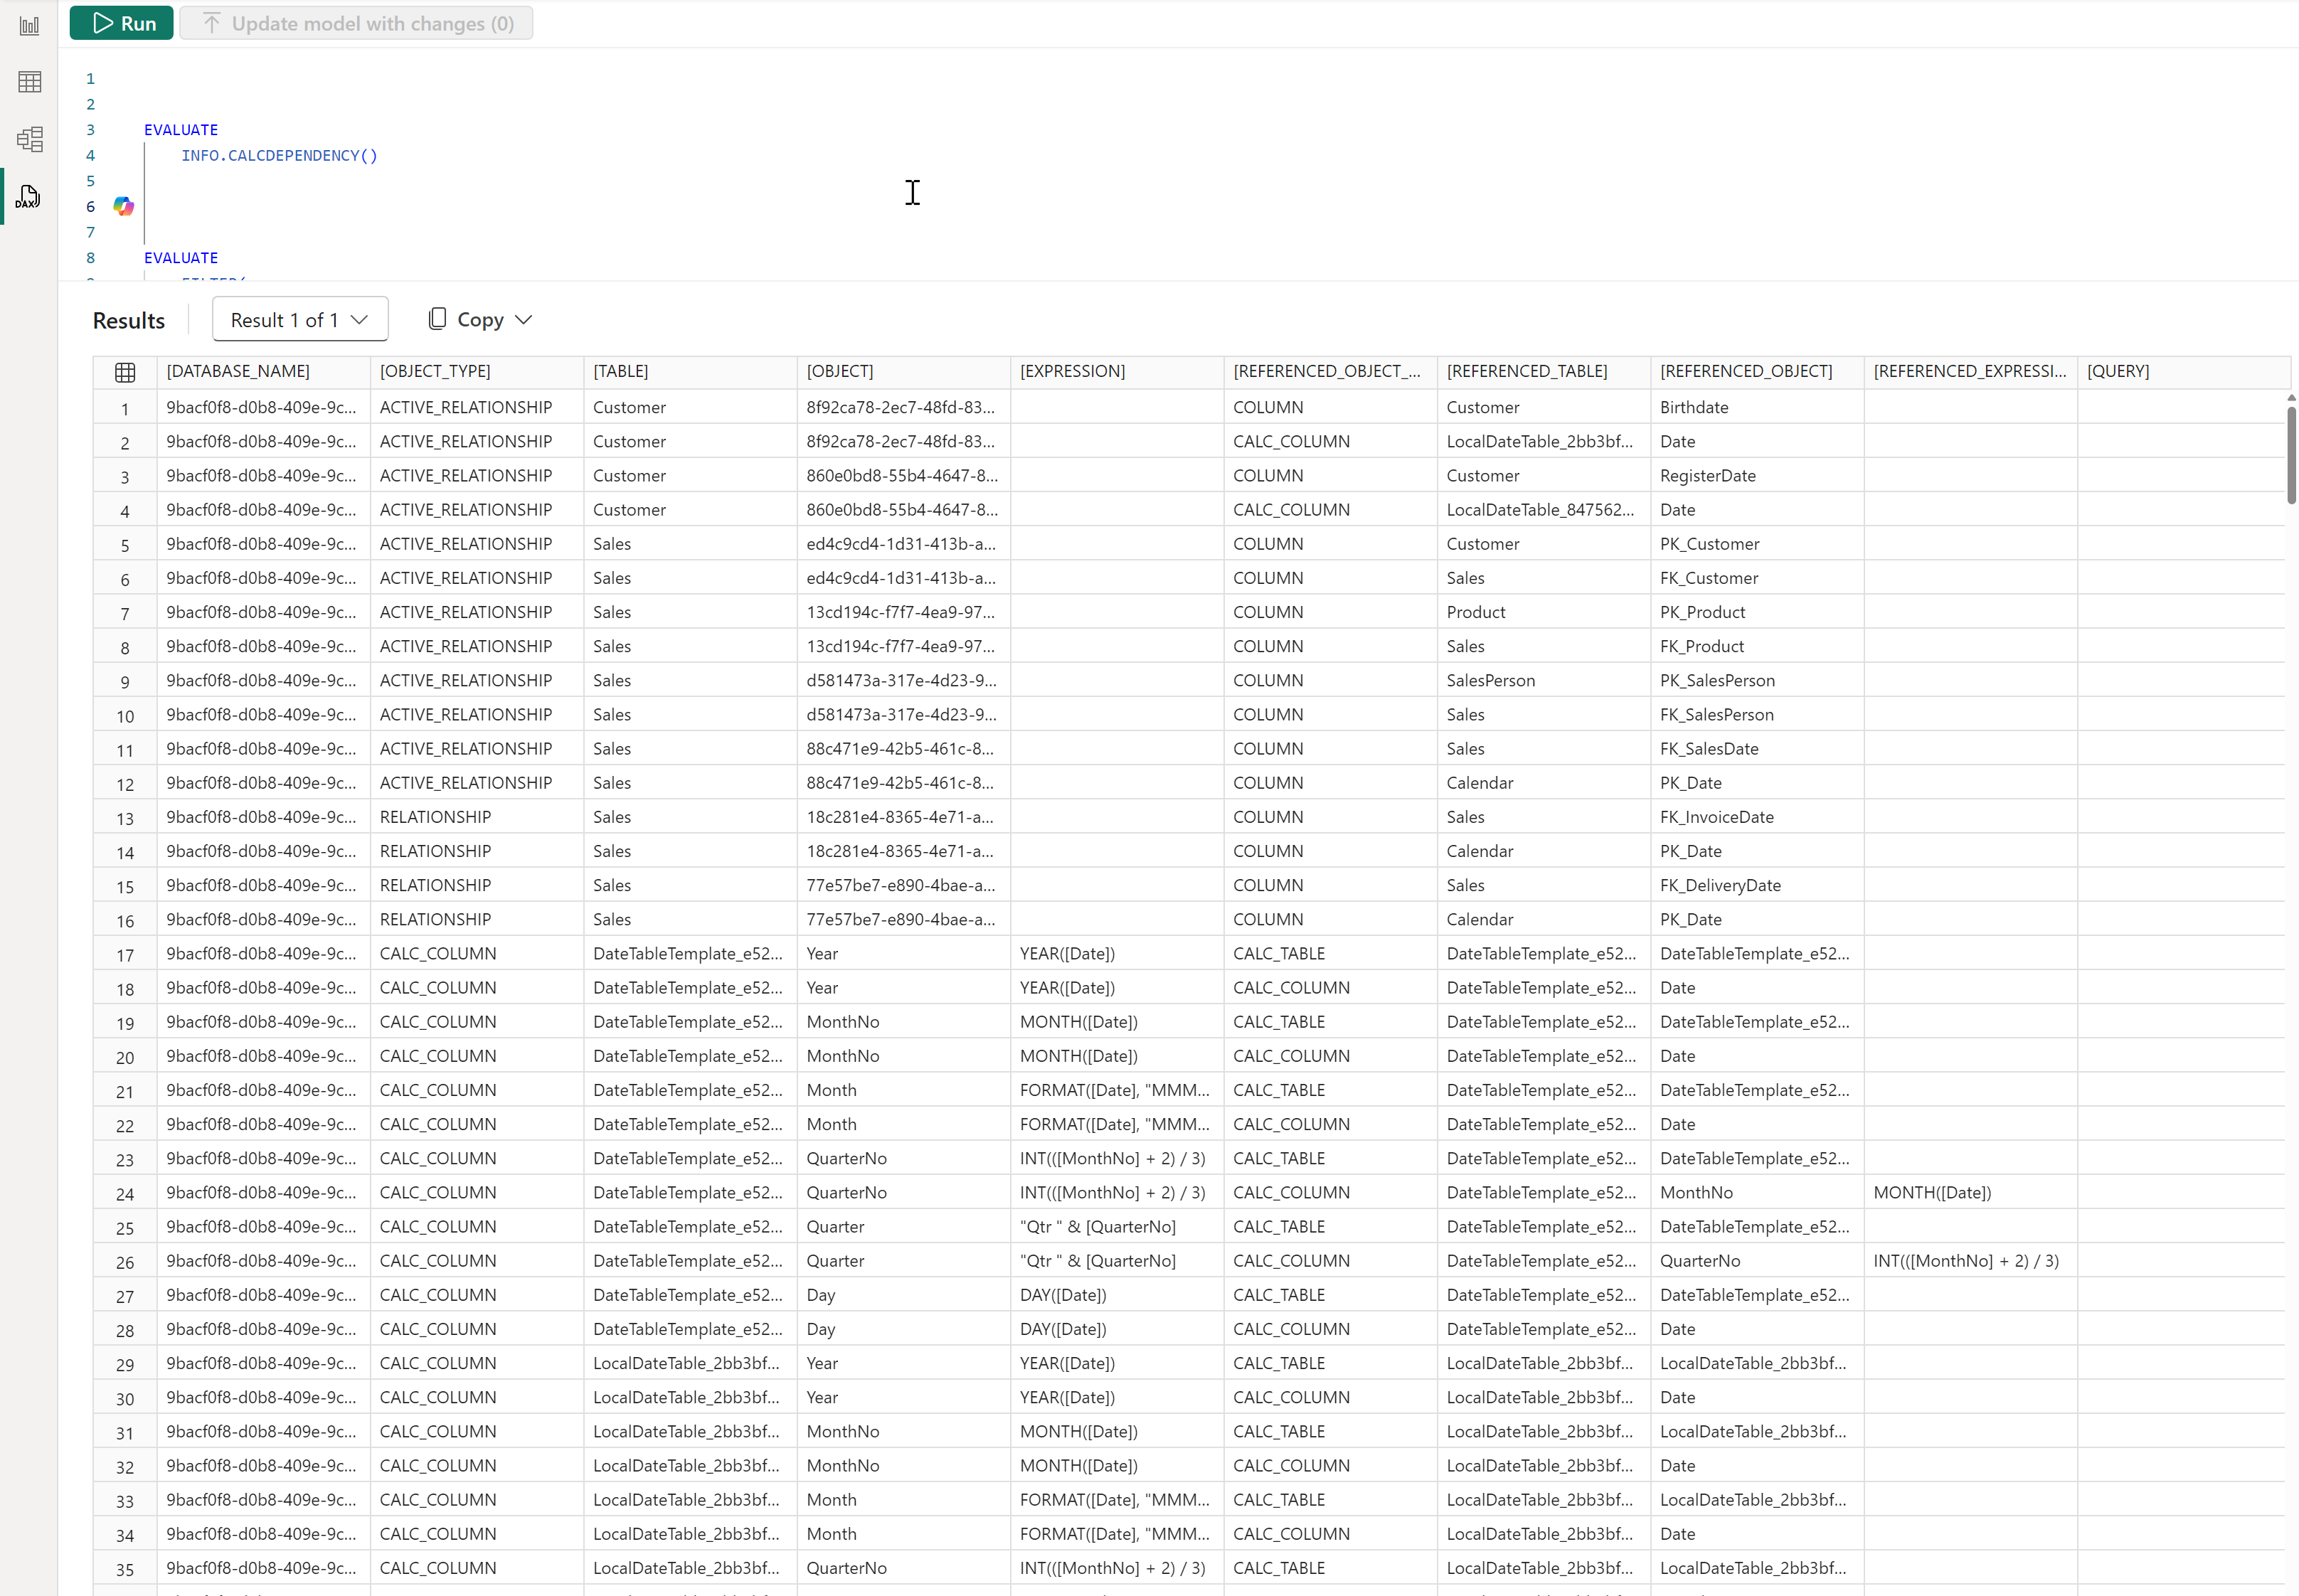 Run Update model with changes (0)
1
2
3 EVALUATE
4 INFO.CALCDEPENDENCY()
5
6
7
8 EVALUATE
DAX
Results Result 1 of 1 Copy
[DATABASE_NAME] [OBJECT_TYPE] [TABLE] [OBJECT] [EXPRESSION] [REFERENCED_OBJECT_... [REFERENCED_TABLE] [REFERENCED_OBJECT] [REFERENCED_EXPRESSI... [QUERY]
1 9bacf0f8-d0b8-409e-9c... ACTIVE_RELATIONSHIP Customer 8f92ca78-2ec7-48fd-83... COLUMN Customer Birthdate
2 9bacf0f8-d0b8-409e-9c... ACTIVE_RELATIONSHIP Customer 8f92ca78-2ec7-48fd-83... CALC_COLUMN LocalDateTable_2bb3bf... Date
3 9bacf0f8-d0b8-409e-9c... ACTIVE_RELATIONSHIP Customer 860e0bd8-55b4-4647-8... COLUMN Customer RegisterDate
4 9bacf0f8-d0b8-409e-9c... ACTIVE_RELATIONSHIP Customer 860e0bd8-55b4-4647-8... CALC_COLUMN LocalDateTable_847562... Date
5 9bacf0f8-d0b8-409e-9c... ACTIVE_RELATIONSHIP Sales ed4c9cd4-1d31-413b-a... COLUMN Customer PK_Customer
6 9bacf0f8-d0b8-409e-9c... ACTIVE_RELATIONSHIP Sales ed4c9cd4-1d31-413b-a... COLUMN Sales FK_Customer
7 9bacf0f8-d0b8-409e-9c... ACTIVE_RELATIONSHIP Sales 13cd194c-f7f7-4ea9-97... COLUMN Product PK_Product
8 9bacf0f8-d0b8-409e-9c... ACTIVE_RELATIONSHIP Sales 13cd194c-f7f7-4ea9-97... COLUMN Sales FK_Product
9 9bacf0f8-d0b8-409e-9c... ACTIVE_RELATIONSHIP Sales d581473a-317e-4d23-9... COLUMN SalesPerson PK_SalesPerson
10 9bacf0f8-d0b8-409e-9c... ACTIVE_RELATIONSHIP Sales d581473a-317e-4d23-9... COLUMN Sales FK_SalesPerson
11 9bacf0f8-d0b8-409e-9c... ACTIVE_RELATIONSHIP Sales 88c471e9-42b5-461c-8... COLUMN Sales FK_SalesDate
12 9bacf0f8-d0b8-409e-9c... ACTIVE_RELATIONSHIP Sales 88c471e9-42b5-461c-8... COLUMN Calendar PK_Date
13 9bacf0f8-d0b8-409e-9c... RELATIONSHIP Sales 18c281e4-8365-4e71-a... COLUMN Sales FK_InvoiceDate
14 9bacf0f8-d0b8-409e-9c... RELATIONSHIP Sales 18c281e4-8365-4e71-a... COLUMN Calendar PK_Date
15 9bacf0f8-d0b8-409e-9c... RELATIONSHIP Sales 77e57be7-e890-4bae-a... COLUMN Sales FK_DeliveryDate
16 9bacf0f8-d0b8-409e-9c... RELATIONSHIP Sales 77e57be7-e890-4bae-a... COLUMN Calendar PK_Date
17 9bacf0f8-d0b8-409e-9c... CALC_COLUMN DateTableTemplate_e52... Year YEAR([Date]) CALC_TABLE DateTableTemplate_e52... DateTableTemplate_e52...
18 9bacf0f8-d0b8-409e-9c... CALC_COLUMN DateTableTemplate_e52... Year YEAR([Date]) CALC_COLUMN DateTableTemplate_e52... Date
19 9bacf0f8-d0b8-409e-9c... CALC_COLUMN DateTableTemplate_e52... MonthNo MONTH([Date]) CALC_TABLE DateTableTemplate_e52... DateTableTemplate_e52...
20 9bacf0f8-d0b8-409e-9c... CALC_COLUMN DateTableTemplate_e52... MonthNo MONTH([Date]) CALC_COLUMN DateTableTemplate_e52... Date
21 9bacf0f8-d0b8-409e-9c... CALC_COLUMN DateTableTemplate_e52... Month FORMAT([Date], "MMM... CALC_TABLE DateTableTemplate_e52... DateTableTemplate_e52...
22 9bacf0f8-d0b8-409e-9c... CALC_COLUMN DateTableTemplate_e52... Month FORMAT([Date], "MMM... CALC_COLUMN DateTableTemplate_e52... Date
23 9bacf0f8-d0b8-409e-9c... CALC_COLUMN DateTableTemplate_e52... QuarterNo INT(([MonthNo] + 2) / 3) CALC_TABLE DateTableTemplate_e52... DateTableTemplate_e52...
24 9bacf0f8-d0b8-409e-9c... CALC_COLUMN DateTableTemplate_e52... QuarterNo INT(([MonthNo] + 2) / 3) CALC_COLUMN DateTableTemplate_e52... MonthNo MONTH([Date])
25 9bacf0f8-d0b8-409e-9c... CALC_COLUMN DateTableTemplate_e52... Quarter "Qtr " & [QuarterNo] CALC_TABLE DateTableTemplate_e52... DateTableTemplate_e52...
26 9bacf0f8-d0b8-409e-9c... CALC_COLUMN DateTableTemplate_e52... Quarter "Qtr " & [QuarterNo] CALC_COLUMN DateTableTemplate_e52... QuarterNo INT(([MonthNo] + 2) / 3)
27 9bacf0f8-d0b8-409e-9c... CALC_COLUMN DateTableTemplate_e52... Day DAY([Date]) CALC_TABLE DateTableTemplate_e52... DateTableTemplate_e52...
28 9bacf0f8-d0b8-409e-9c... CALC_COLUMN DateTableTemplate_e52... Day DAY([Date]) CALC_COLUMN DateTableTemplate_e52... Date
29 9bacf0f8-d0b8-409e-9c... CALC_COLUMN LocalDateTable_2bb3bf... Year YEAR([Date]) CALC_TABLE LocalDateTable_2bb3bf... LocalDateTable_2bb3bf...
30 9bacf0f8-d0b8-409e-9c... CALC_COLUMN LocalDateTable_2bb3bf... Year YEAR([Date]) CALC_COLUMN LocalDateTable_2bb3bf... Date
31 9bacf0f8-d0b8-409e-9c... CALC_COLUMN LocalDateTable_2bb3bf... MonthNo MONTH([Date]) CALC_TABLE LocalDateTable_2bb3bf... LocalDateTable_2bb3bf...
32 9bacf0f8-d0b8-409e-9c... CALC_COLUMN LocalDateTable_2bb3bf... MonthNo MONTH([Date]) CALC_COLUMN LocalDateTable_2bb3bf... Date
33 9bacf0f8-d0b8-409e-9c... CALC_COLUMN LocalDateTable_2bb3bf... Month FORMAT([Date], "MMM... CALC_TABLE LocalDateTable_2bb3bf... LocalDateTable_2bb3bf...
34 9bacf0f8-d0b8-409e-9c... CALC_COLUMN LocalDateTable_2bb3bf... Month FORMAT([Date], "MMM... CALC_COLUMN LocalDateTable_2bb3bf... Date
35 9bacf0f8-d0b8-409e-9c... CALC_COLUMN LocalDateTable_2bb3bf... QuarterNo INT(([MonthNo] + 2) / 3) CALC_TABLE LocalDateTable_2bb3bf... LocalDateTable_2bb3bf...